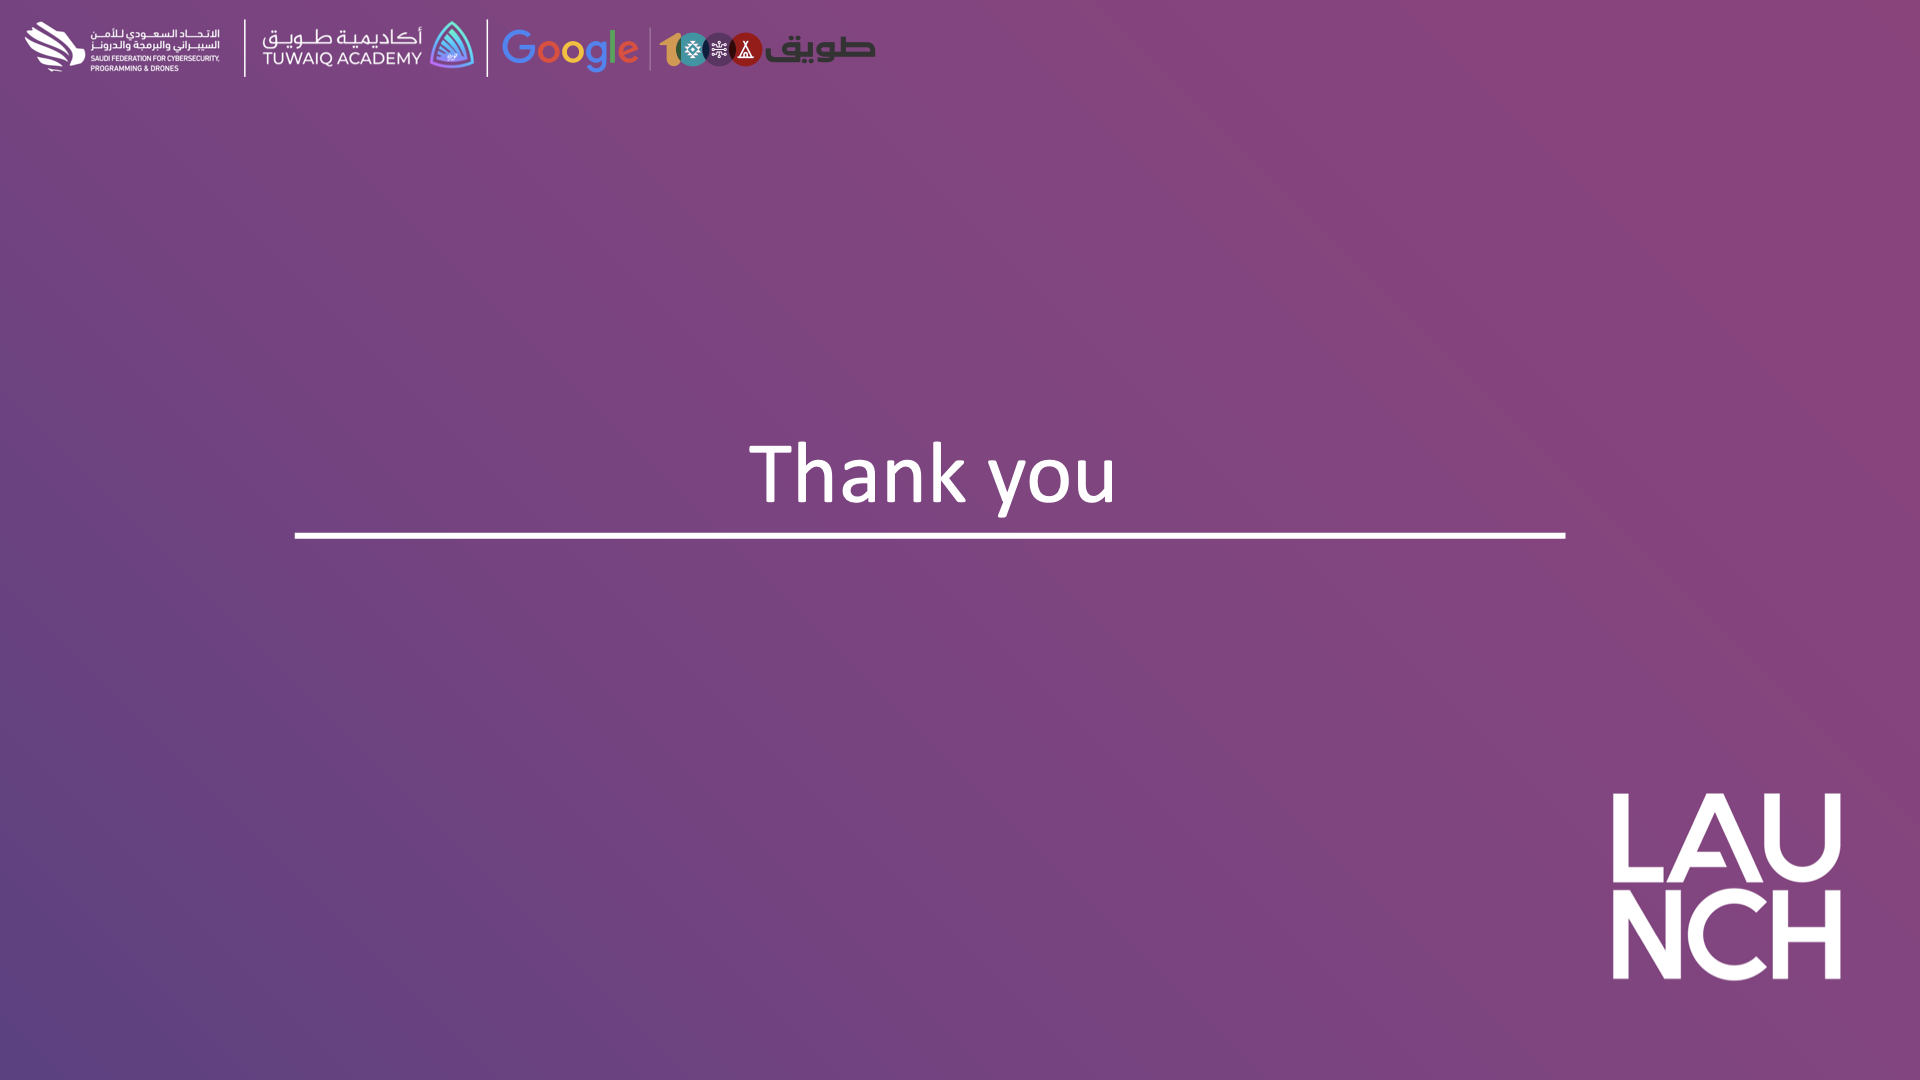 الاتحاد السعودي للأمن
السيبراني والبرمجة والدرونز
SAUDI FEDERATION FOR CYBERSECURITY,
PROGRAMMING & DRONES
أكاديمية طويق
TUWAIQ ACADEMY
Google
1000 طويق
Thank you
LAU
NCH